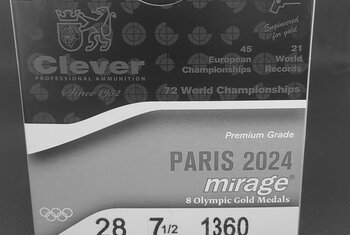 Engineered
for gold
Clever
PROFESSIONAL AMMUNITION
Since 1952
45
European
Championships
21
World
Records
72 World Championships
Premium Grade
PARIS 2024
mirage®
8 Olympic Gold Medals
28 7 1/2 1360